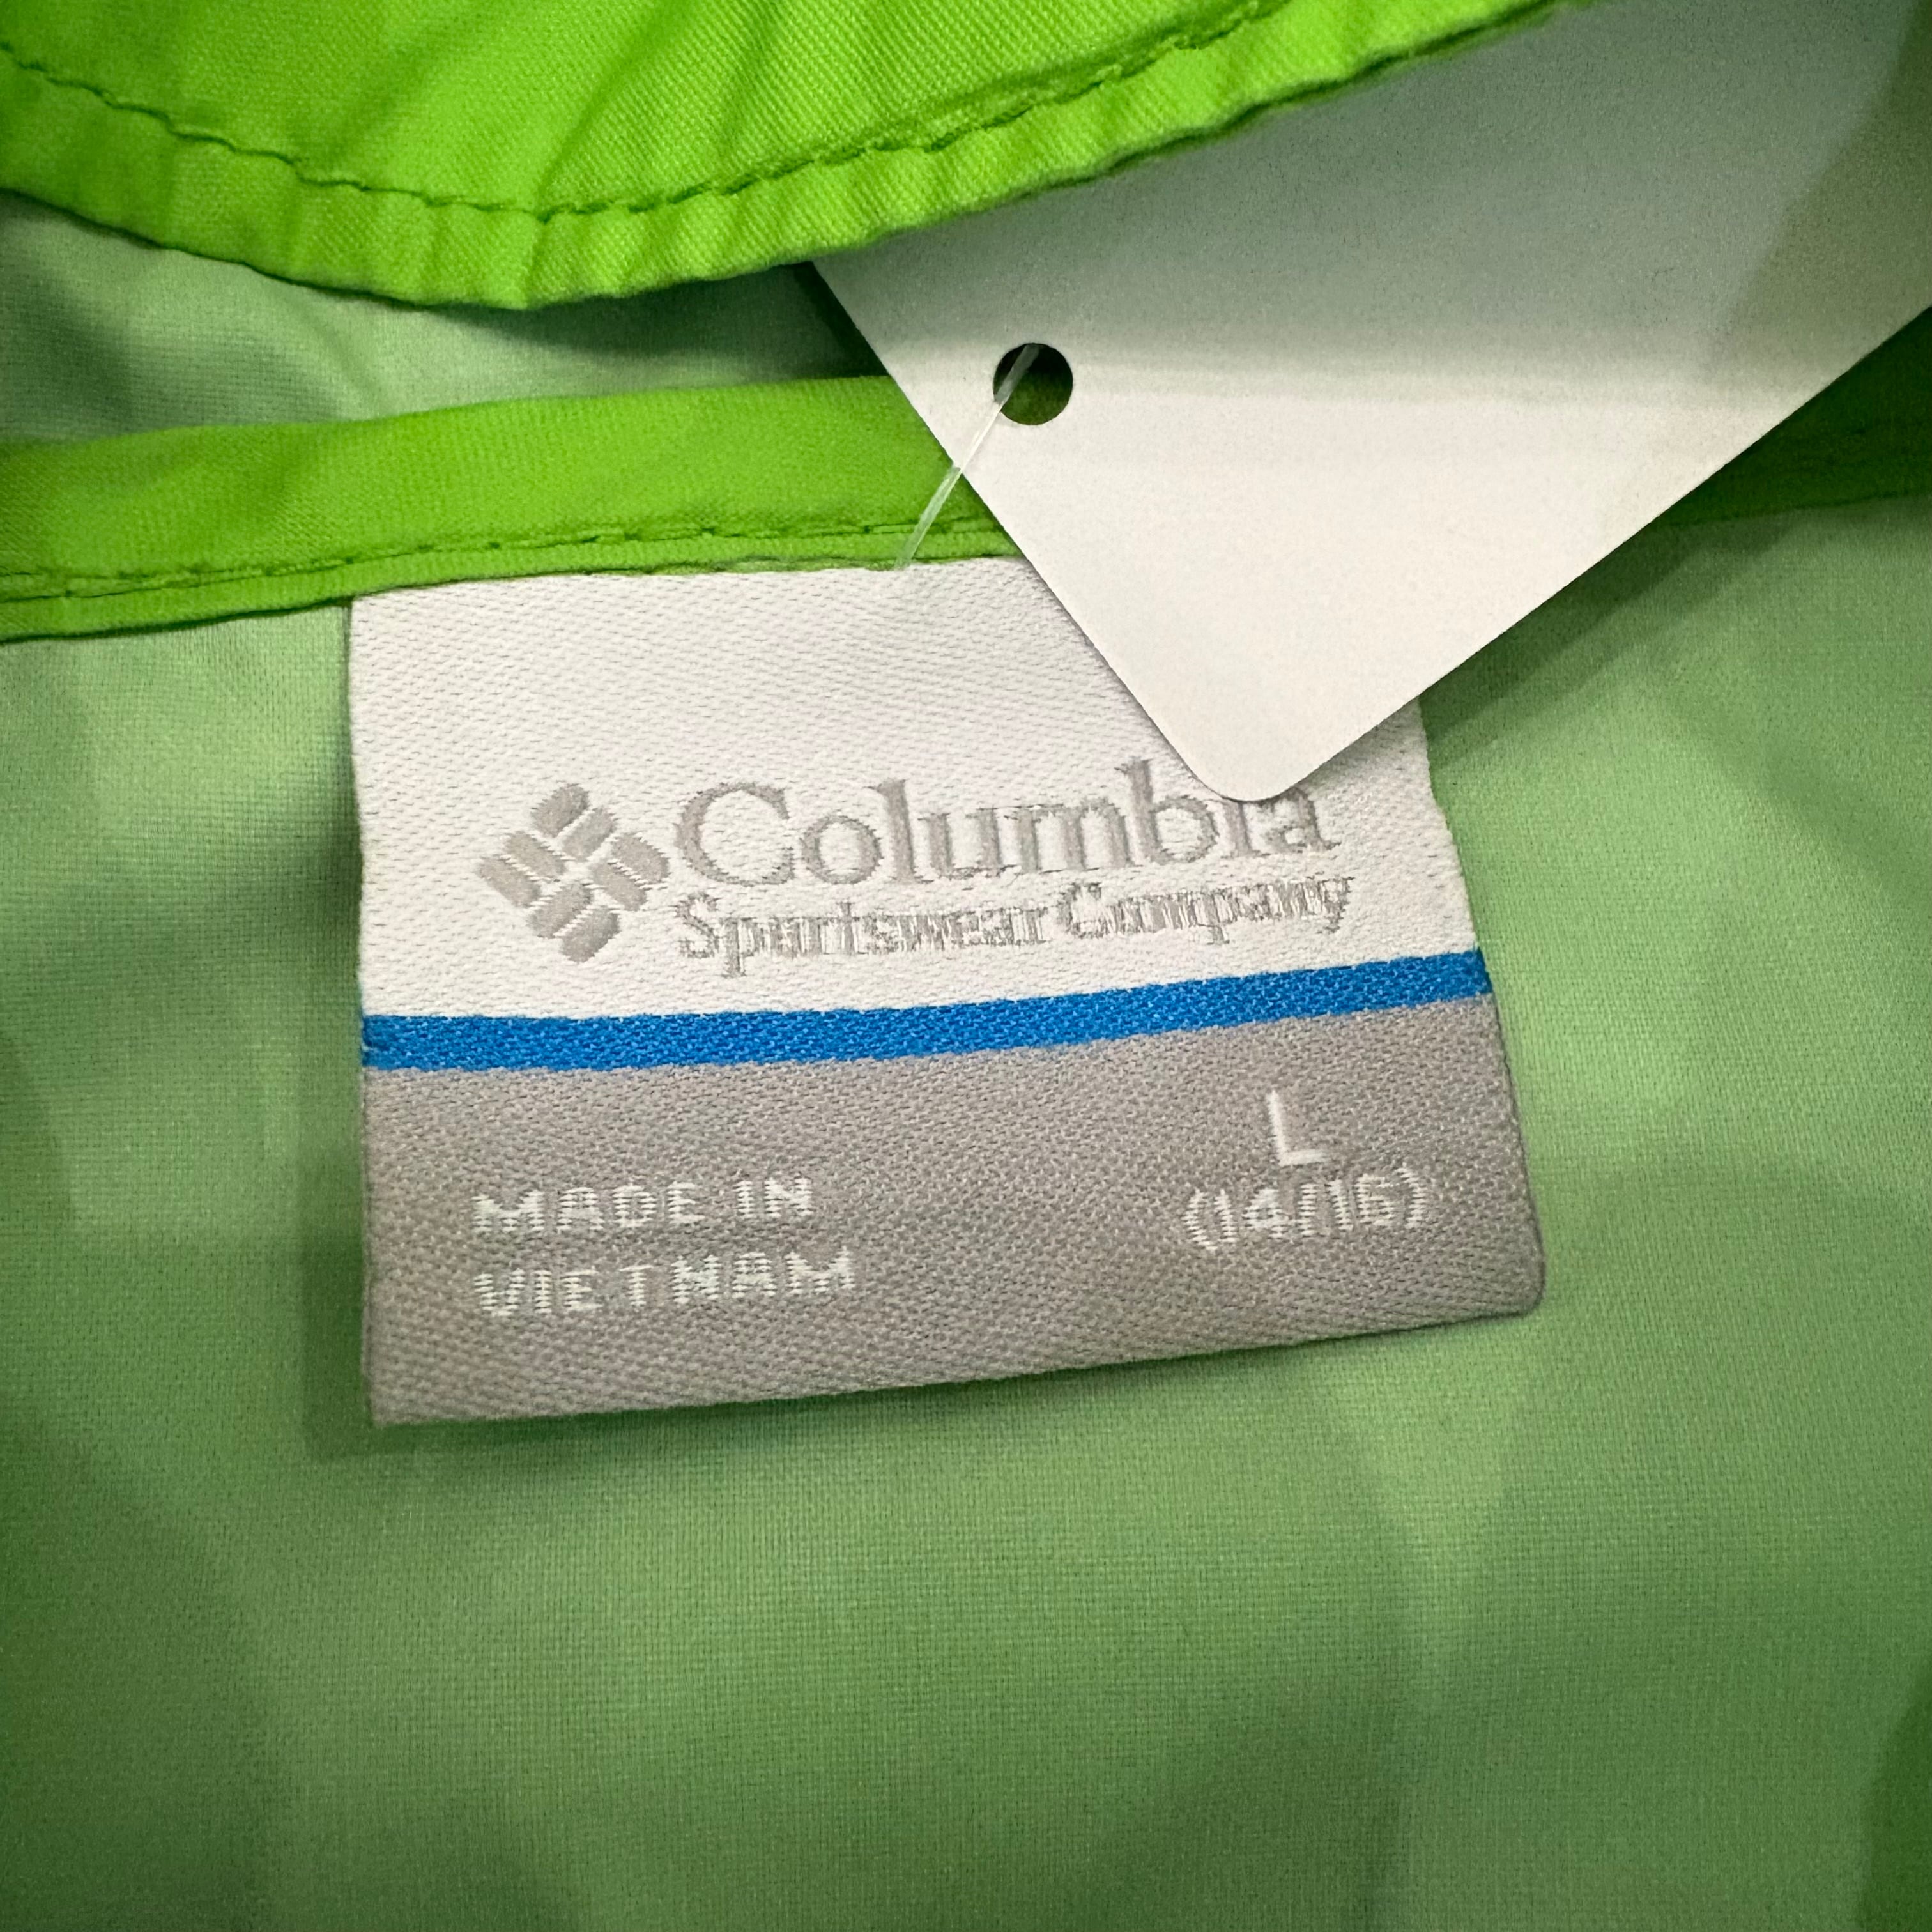 Columbia
Sportswear Company
L
(14/16)
MADE IN
VIETNAM